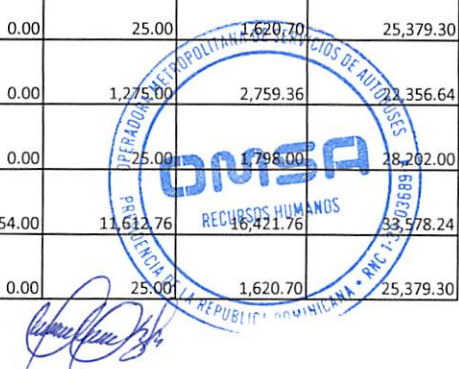 0.00 25.00 1,620.70 25,379.30
0.00 1,275.00 2,759.36 22,356.64
0.00 25.00 1,798.00 28,202.00
54.00 11,612.76 16,421.76 33,578.24
0.00 25.00 1,620.70 25,379.30
OPERADORA METROPOLITANA DE SERVICIOS DE AUTOBUSES
OMSA
RECURSOS HUMANOS
PRESIDENCIA DE LA REPUBLICA DOMINICANA • RNC